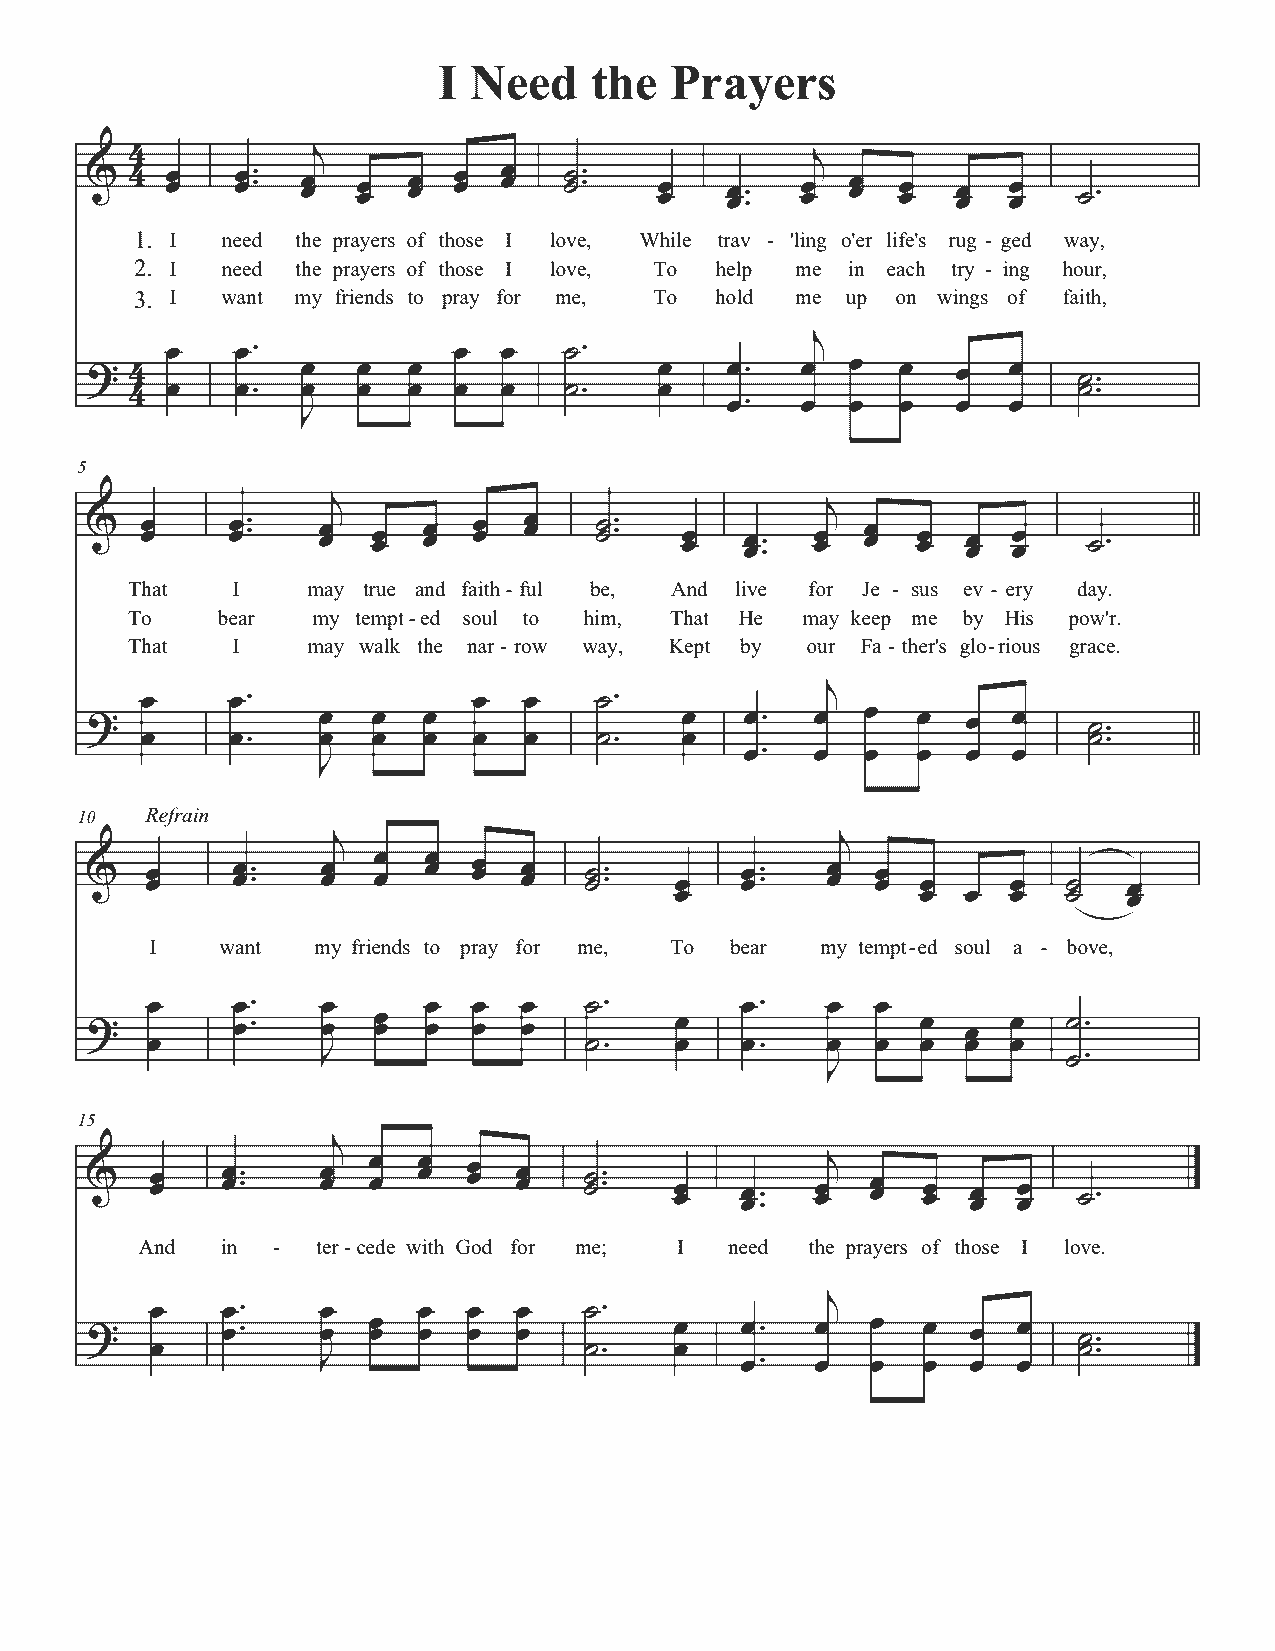 I Need the Prayers
4 4
1. I need the prayers of those I love, While trav - 'ling o'er life's rug - ged way,
2. I need the prayers of those I love, To help me in each try - ing hour,
3. I want my friends to pray for me, To hold me up on wings of faith,
4 4
5
That I may true and faith - ful be, And live for Je - sus ev - ery day.
To bear my tempt - ed soul to him, That He may keep me by His pow'r.
That I may walk the nar - row way, Kept by our Fa - ther's glo - rious grace.
10 Refrain
I want my friends to pray for me, To bear my tempt - ed soul a - bove,
15
And in - ter - cede with God for me; I need the prayers of those I love.